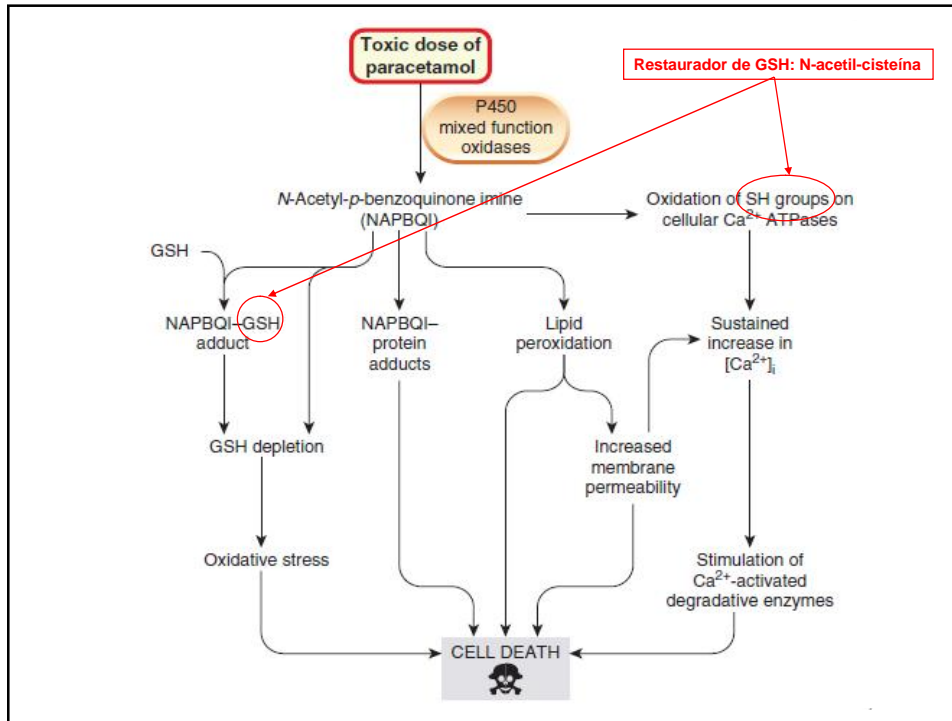 Toxic dose of
paracetamol
Restaurador de GSH: N-acetil-cisteína
P450
mixed function
oxidases
N-Acetyl-p-benzoquinone imine
(NAPBQI)
Oxidation of SH groups on
cellular Ca²⁺ ATPases
GSH
NAPBQI–GSH
adduct
NAPBQI–
protein
adducts
Lipid
peroxidation
Sustained
increase in
[Ca²⁺]ᵢ
GSH depletion
Increased
membrane
permeability
Oxidative stress
Stimulation of
Ca²⁺-activated
degradative enzymes
CELL DEATH